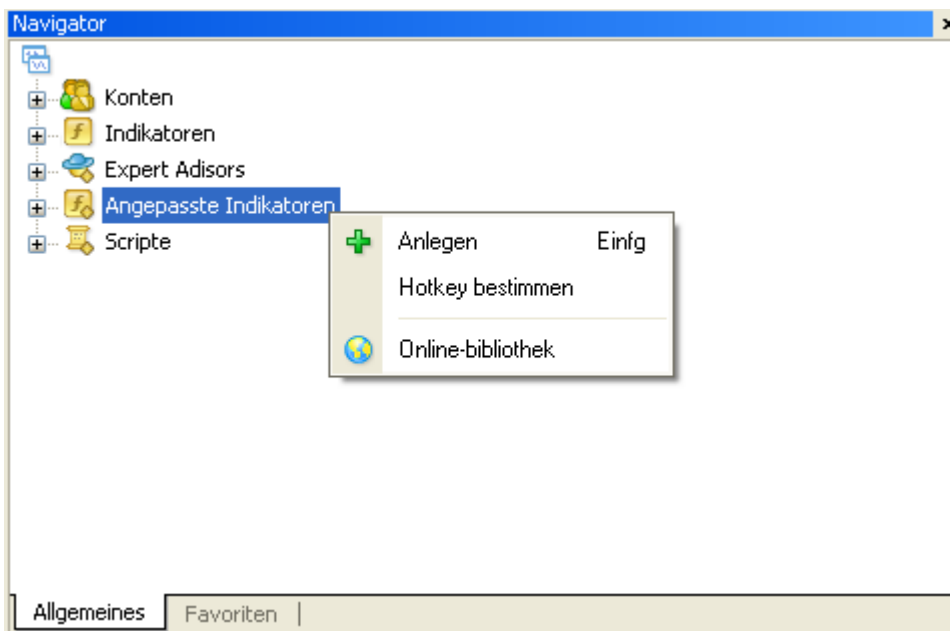 Navigator
Konten
Indikatoren
Expert Adisors
Angepasste Indikatoren
Scripte
Anlegen Einfg
Hotkey bestimmen
Online-bibliothek
Allgemeines Favoriten